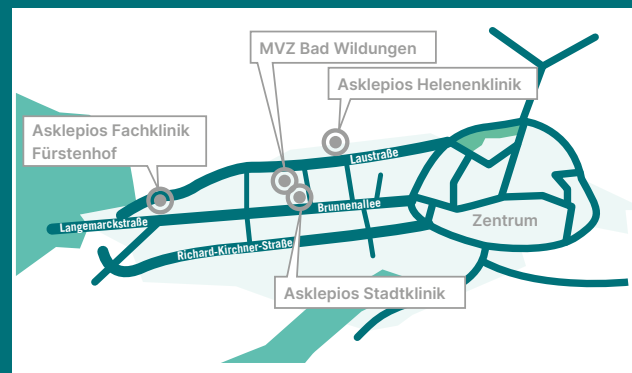 MVZ Bad Wildungen
Asklepios Helenenklinik
Asklepios Fachklinik
Fürstenhof
Laustraße
Brunnenallee
Langemarckstraße
Zentrum
Richard-Kirchner-Straße
Asklepios Stadtklinik